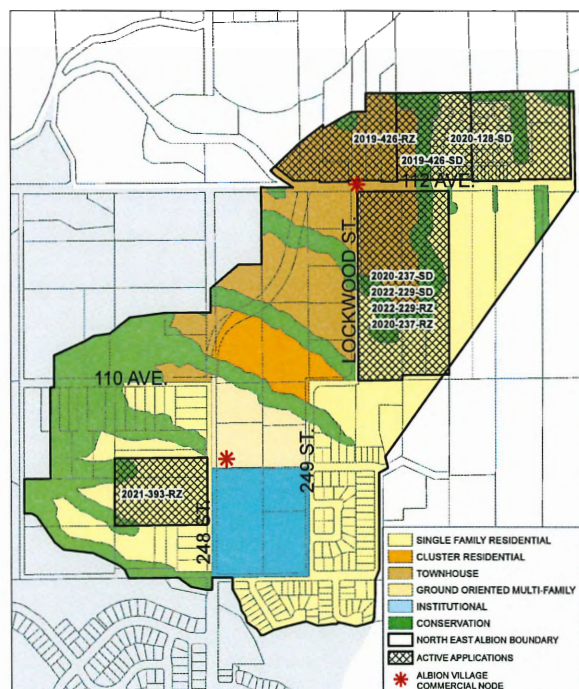 2019-426-RZ
2020-128-SD
2019-426-SD
112 AVE.
LOCKWOOD ST.
2020-237-SD
2022-229-SD
2022-229-RZ
2020-237-RZ
110 AVE.
249 ST.
2021-393-RZ
248 ST.
SINGLE FAMILY RESIDENTIAL
CLUSTER RESIDENTIAL
TOWNHOUSE
GROUND ORIENTED MULTI-FAMILY
INSTITUTIONAL
CONSERVATION
NORTH EAST ALBION BOUNDARY
ACTIVE APPLICATIONS
ALBION VILLAGE
COMMERCIAL NODE